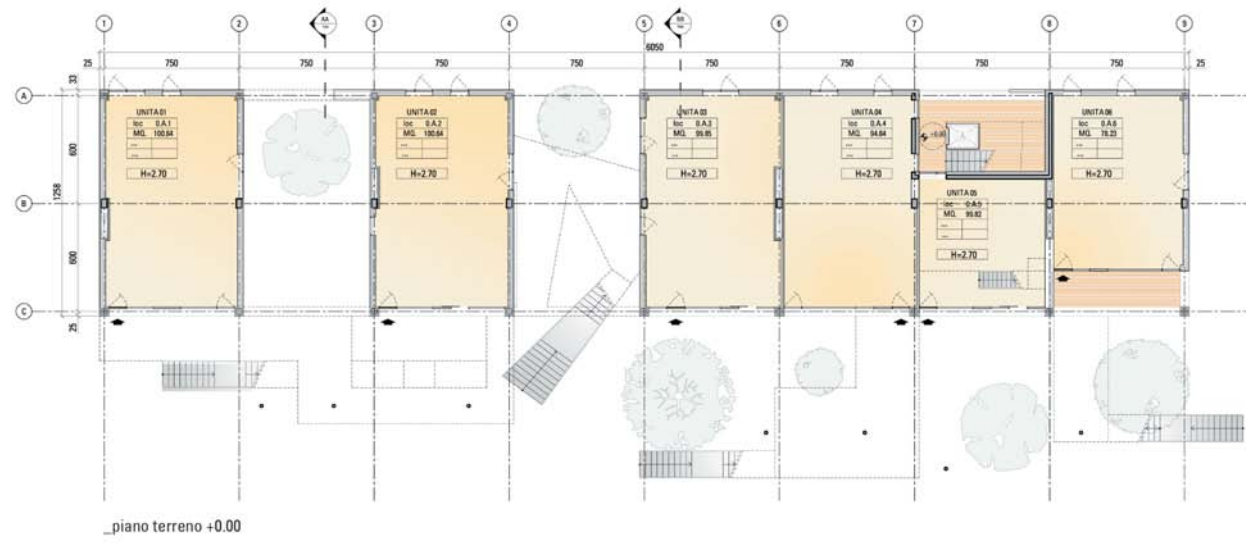 1 2 AA 3 4 5 BB 6 7 8 9
6050
25 750 750 750 750 750 750 750 750 25
33
A
UNITA 01
loc 0.A.1
MQ. 100.64
H=2.70
UNITA 02
loc 0.A.2
MQ. 100.64
H=2.70
UNITA 03
loc 0.A.3
MQ. 99.85
H=2.70
UNITA 04
loc 0.A.4
MQ. 94.64
H=2.70
+0.00
UNITA 06
loc 0.A.6
MQ. 78.23
H=2.70
600
1258
B
UNITA 05
loc 0.A.5
MQ. 99.82
H=2.70
600
C
25
_piano terreno +0.00